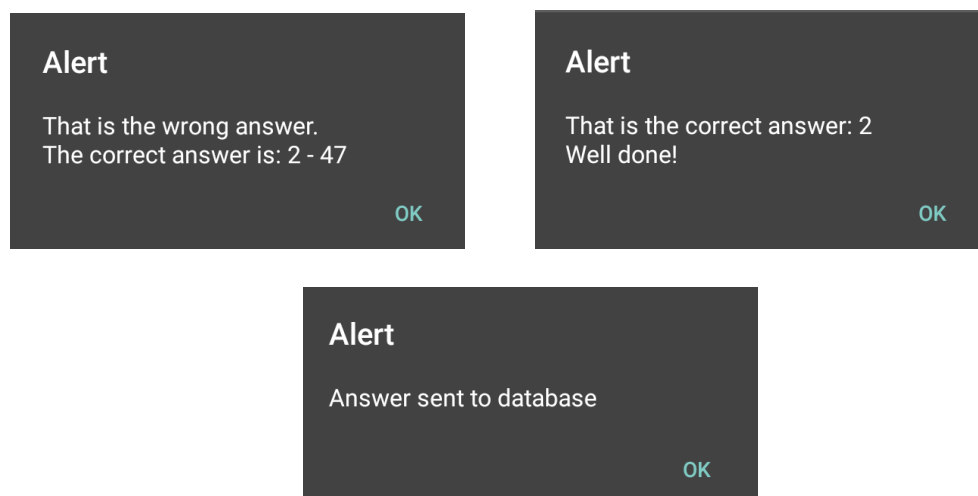 Alert
That is the wrong answer.
The correct answer is: 2 - 47
OK
Alert
That is the correct answer: 2
Well done!
OK
Alert
Answer sent to database
OK